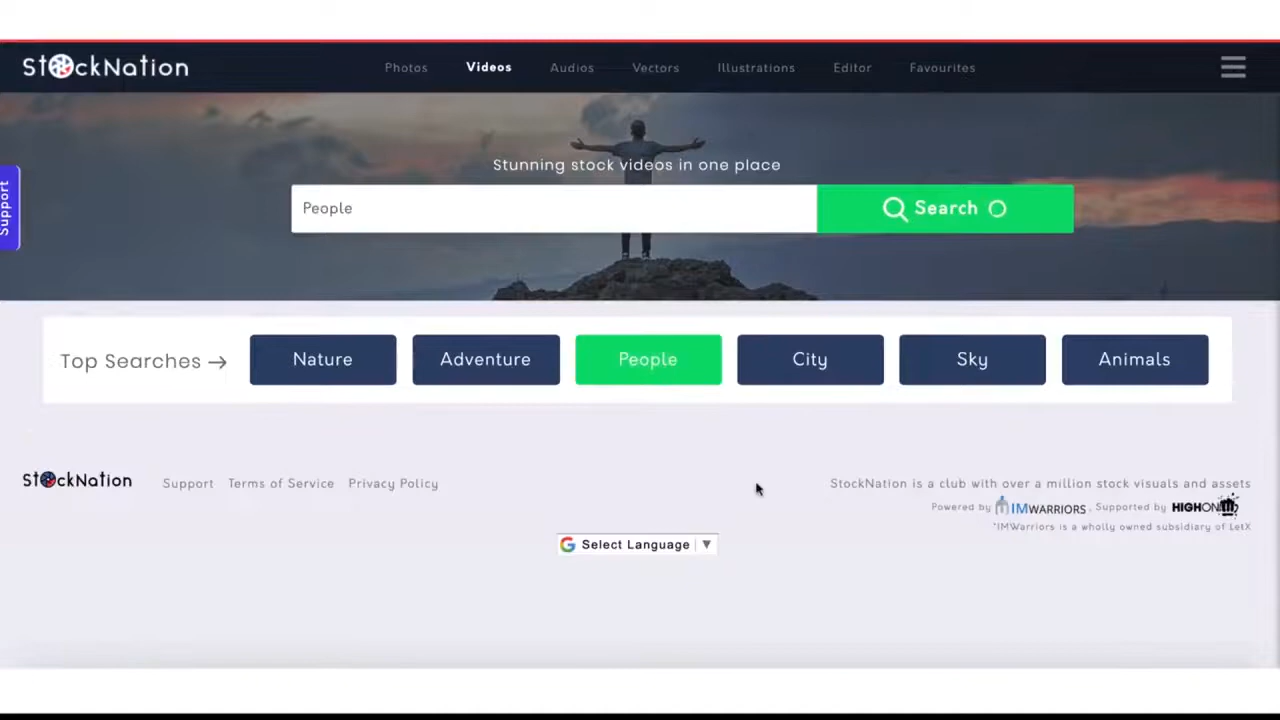 StockNation Photos Videos Audios Vectors Illustrations Editor Favourites
Support
Stunning stock videos in one place
People Search
Top Searches → Nature Adventure People City Sky Animals
StockNation Support Terms of Service Privacy Policy
StockNation is a club with over a million stock visuals and assets
Powered by IMWARRIORS. Supported by HIGHON
*IMWarriors is a wholly owned subsidiary of LetX
Select Language ▼